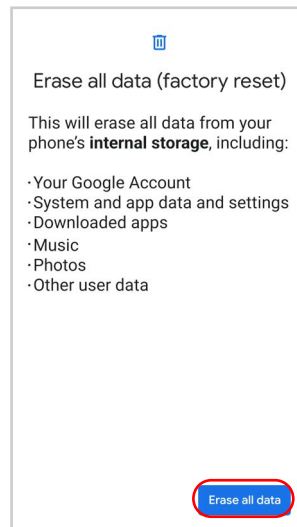 Erase all data (factory reset)
This will erase all data from your
phone's internal storage, including:
·Your Google Account
·System and app data and settings
·Downloaded apps
·Music
·Photos
·Other user data
Erase all data